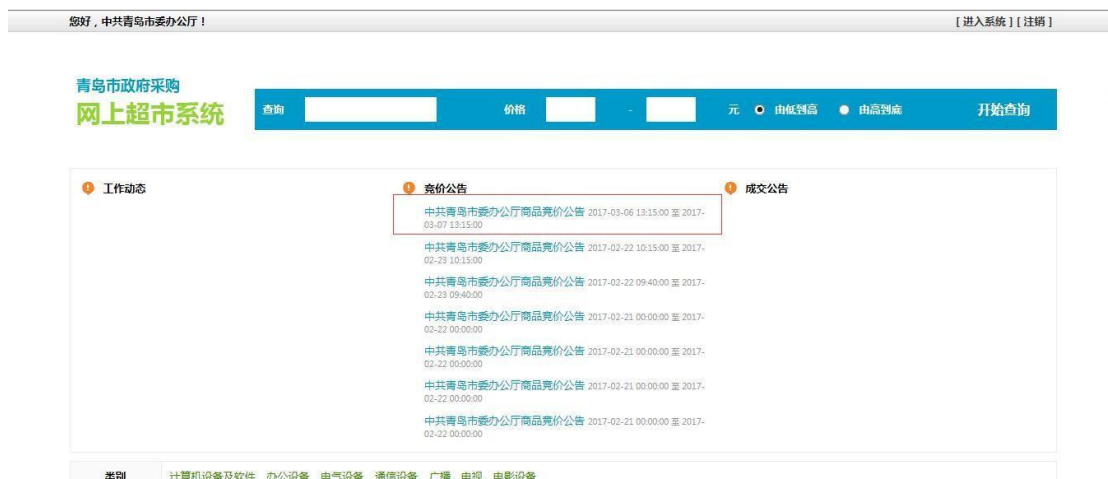 您好，中共青岛市委办公厅！
[ 进入系统 ] [ 注销 ]
青岛市政府采购
网上超市系统
查询
价格
-
元
由低到高
由高到底
开始查询
工作动态
竞价公告
中共青岛市委办公厅商品竞价公告 2017-03-06 13:15:00 至 2017-
03-07 13:15:00
中共青岛市委办公厅商品竞价公告 2017-02-22 10:15:00 至 2017-
02-23 10:15:00
中共青岛市委办公厅商品竞价公告 2017-02-22 09:40:00 至 2017-
02-23 09:40:00
中共青岛市委办公厅商品竞价公告 2017-02-21 00:00:00 至 2017-
02-22 00:00:00
中共青岛市委办公厅商品竞价公告 2017-02-21 00:00:00 至 2017-
02-22 00:00:00
中共青岛市委办公厅商品竞价公告 2017-02-21 00:00:00 至 2017-
02-22 00:00:00
中共青岛市委办公厅商品竞价公告 2017-02-21 00:00:00 至 2017-
02-22 00:00:00
成交公告
类别
计算机设备及软件 办公设备 电气设备 通信设备 广播、电视、电影设备